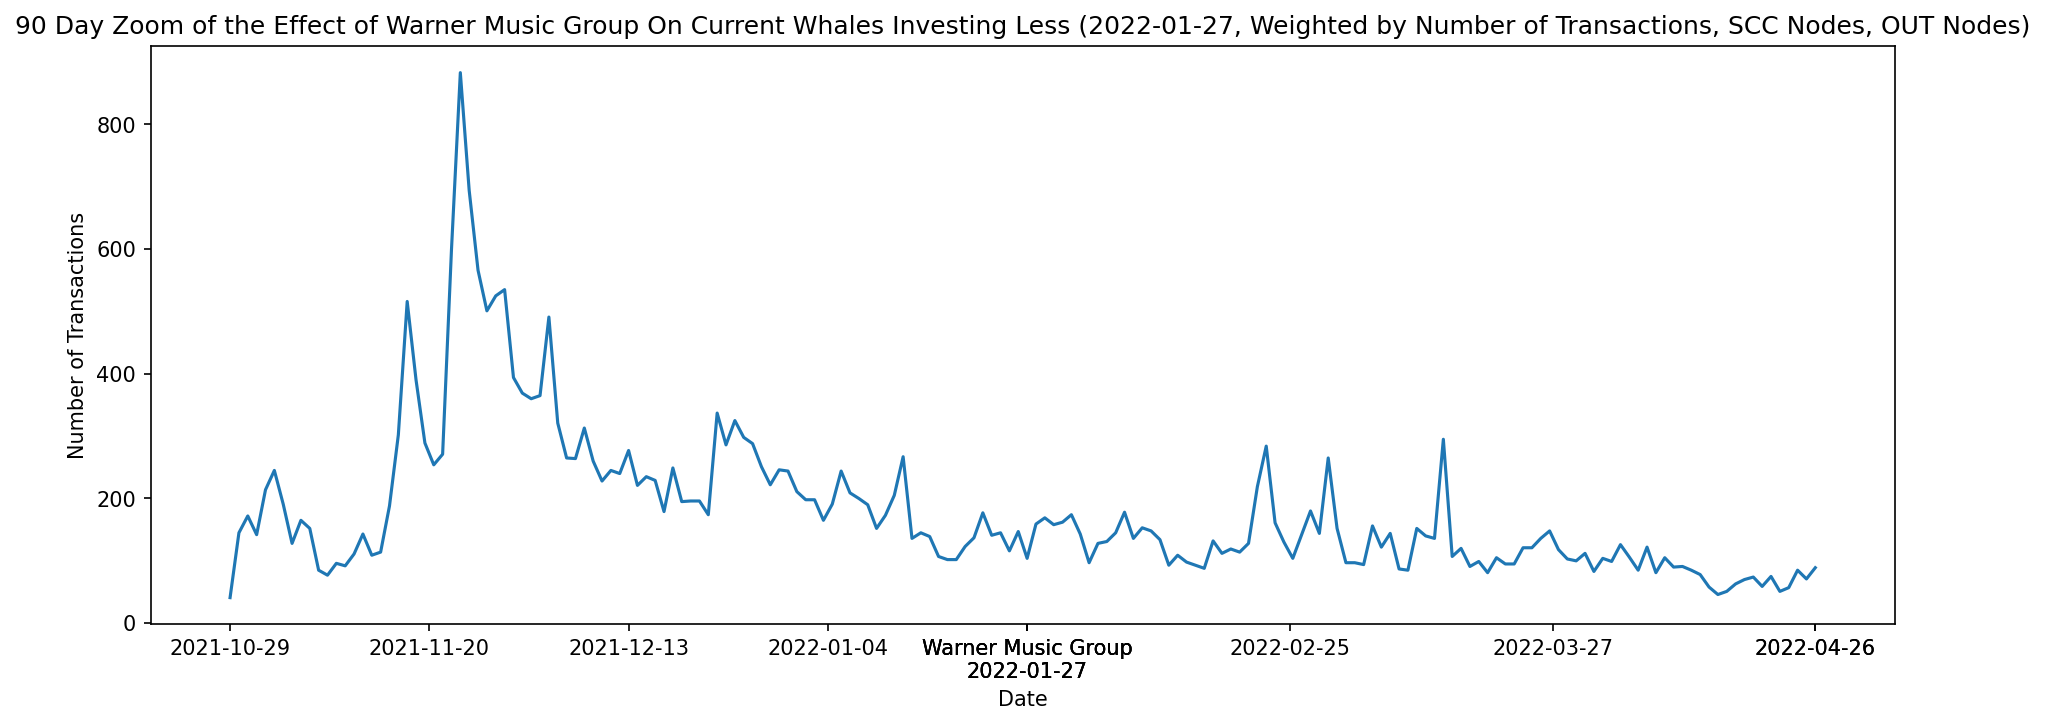 90 Day Zoom of the Effect of Warner Music Group On Current Whales Investing Less (2022-01-27, Weighted by Number of Transactions, SCC Nodes, OUT Nodes)
Number of Transactions
800
600
400
200
0
2021-10-29 2021-11-20 2021-12-13 2022-01-04 Warner Music Group 2022-02-25 2022-03-27 2022-04-26
2022-01-27
Date